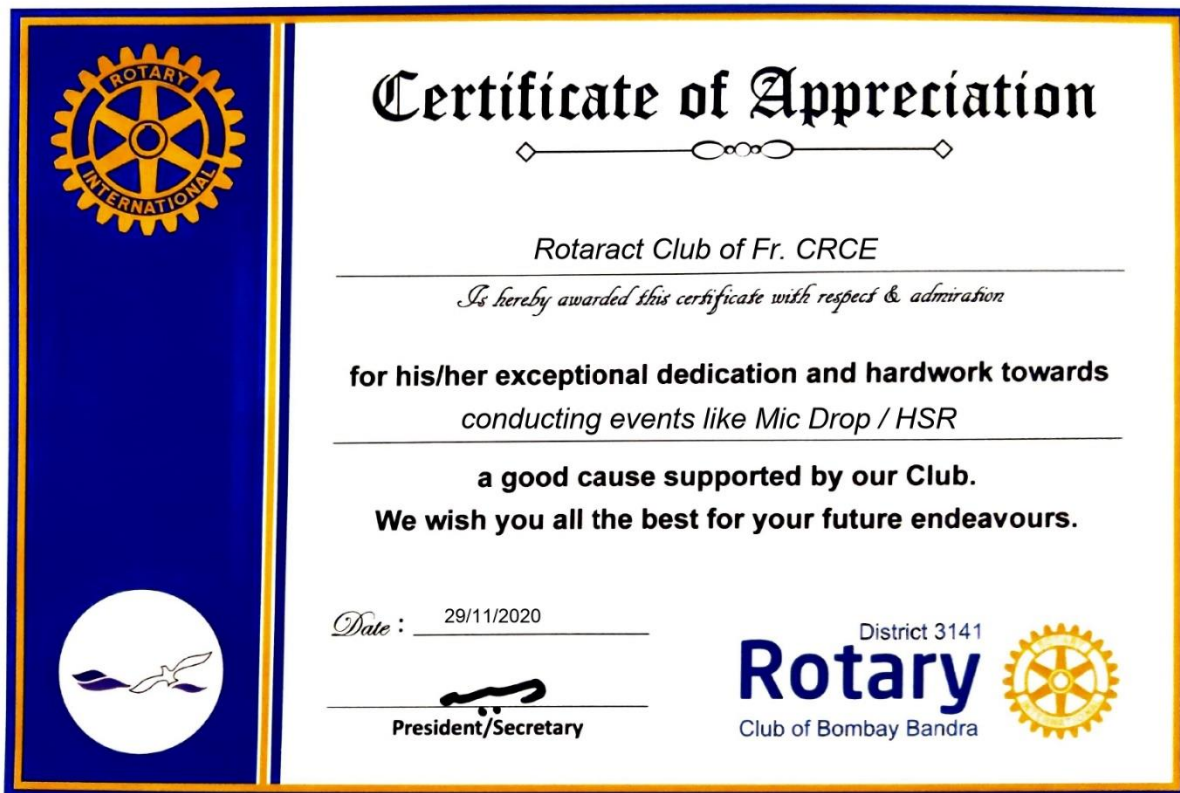 ROTARY
INTERNATIONAL
Certificate of Appreciation
Rotaract Club of Fr. CRCE
Is hereby awarded this certificate with respect & admiration
for his/her exceptional dedication and hardwork towards
conducting events like Mic Drop / HSR
a good cause supported by our Club.
We wish you all the best for your future endeavours.
Date : 29/11/2020
President/Secretary
District 3141
Rotary
Club of Bombay Bandra
ROTARY
INTERNATIONAL